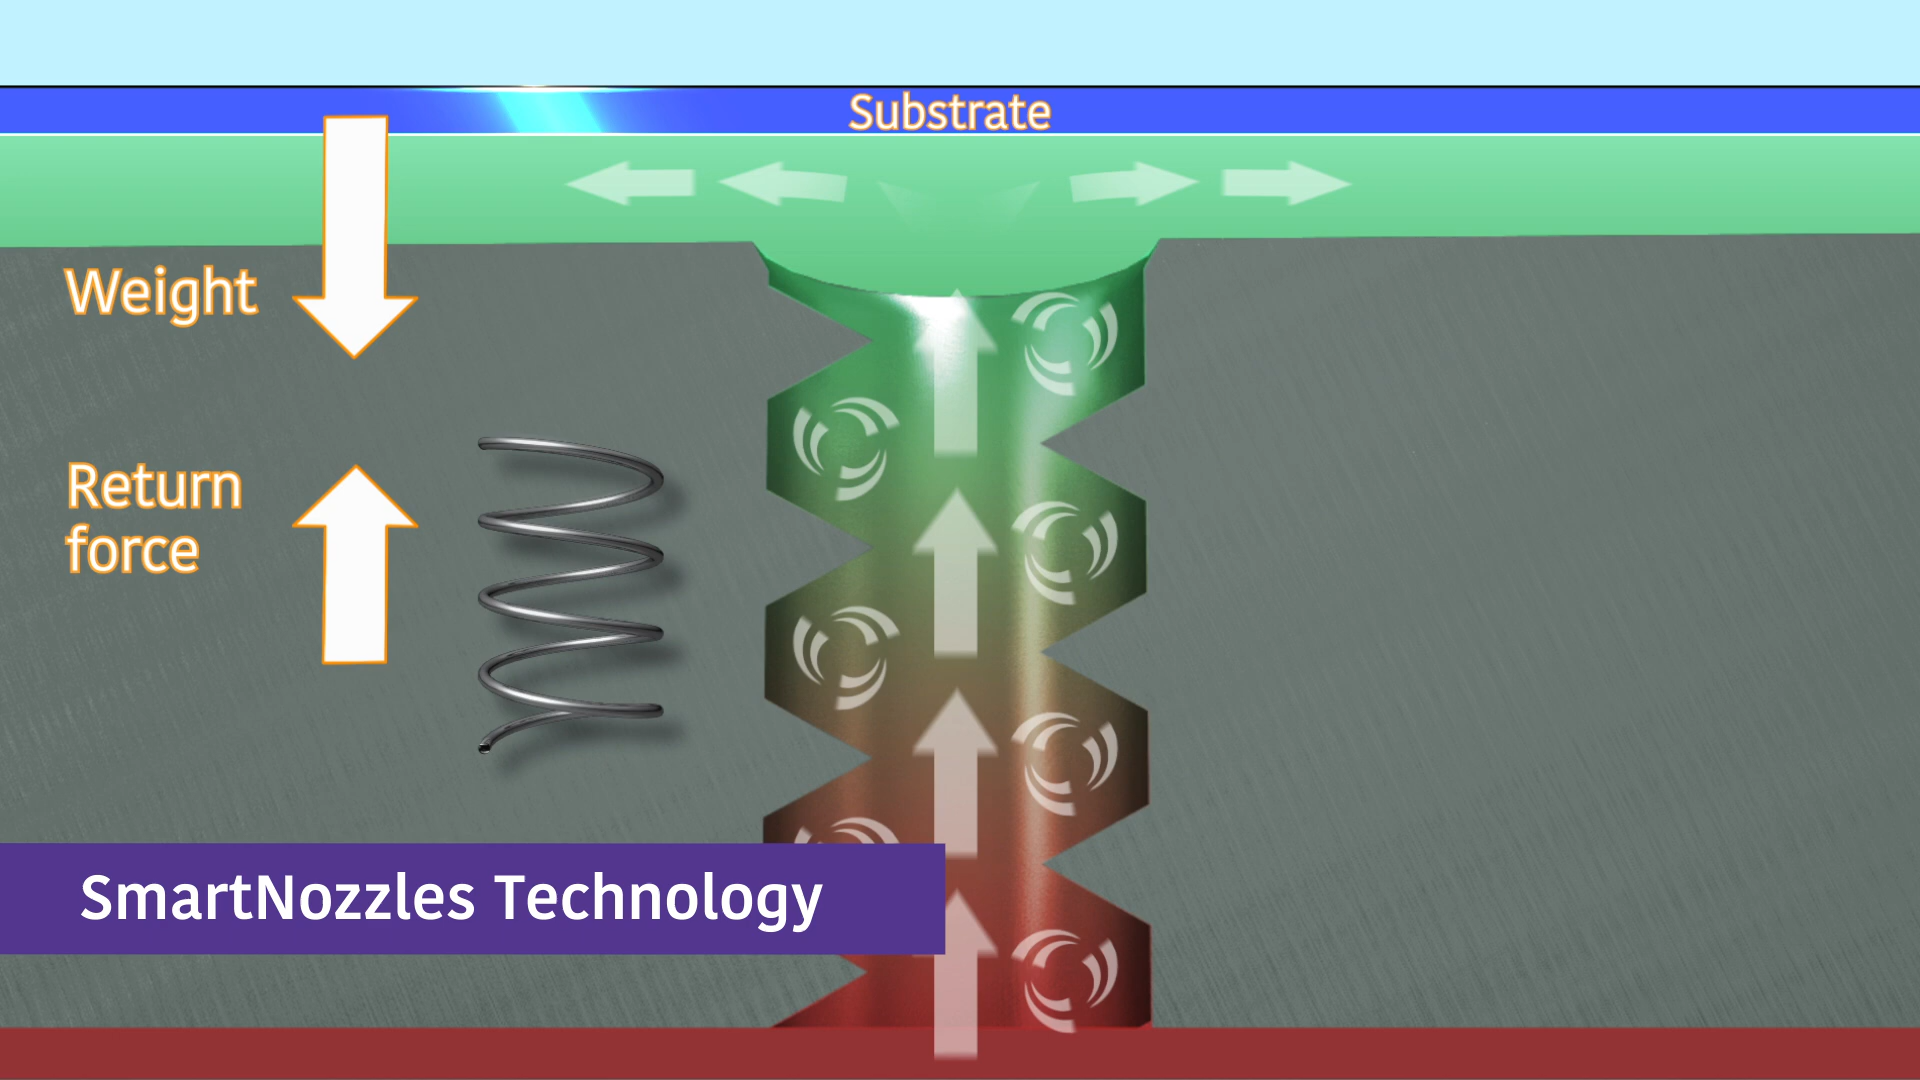 Substrate
Weight
Return
force
SmartNozzles Technology